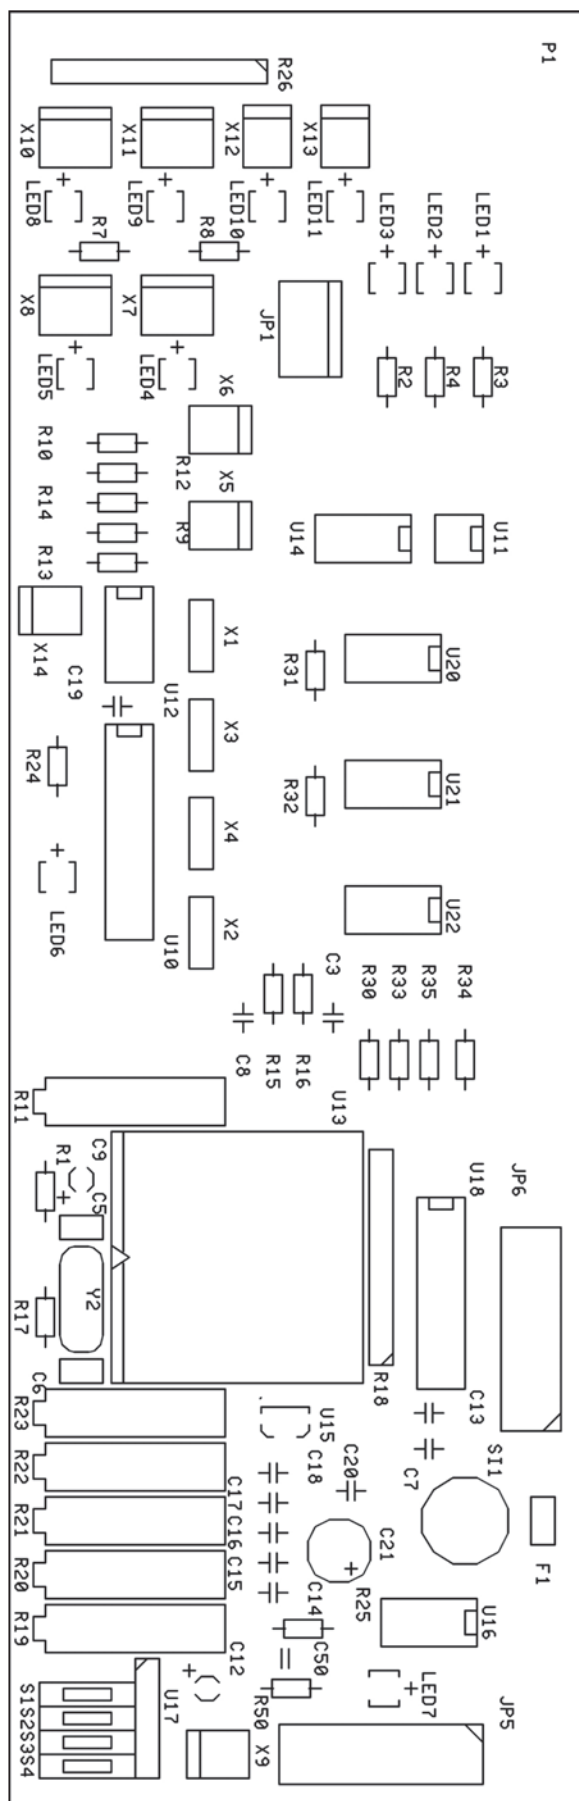 P1
R26
X10
X11
X12
X13
LED8
LED9
LED10
LED11
LED3
LED2
LED1
R7
R8
X8
X7
JP1
LED5
LED4
X6
R2
R4
R3
R10
R12
X5
R14
R9
U14
U11
R13
X14
C19
U12
X1
R31
U20
R24
X3
R32
U21
X4
LED6
U10
X2
U22
C3
R30
R33
R35
R34
C8
R15
R16
R11
U13
R1
C9
C5
U18
JP6
Y2
R17
C6
R18
R23
U15
C13
R22
C18
C20
C7
SI1
R21
C17
C16
C21
F1
R20
C15
C14
R25
U16
R19
C12
C50
LED7
S1S2S3S4
U17
R50
X9
JP5